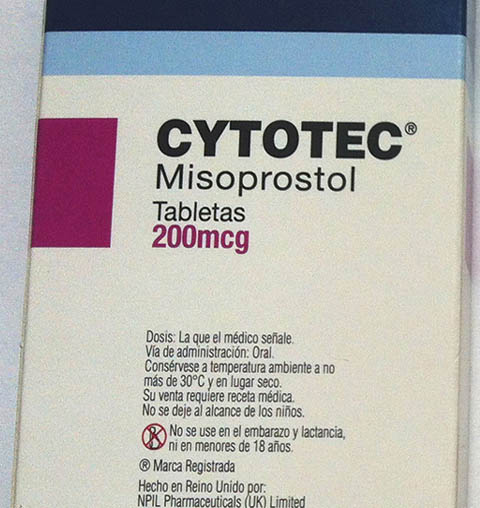 CYTOTEC®
Misoprostol
Tabletas
200mcg
Dosis: La que el médico señale.
Vía de administración: Oral.
Consérvese a temperatura ambiente a no
más de 30°C y en lugar seco.
Su venta requiere receta médica.
No se deje al alcance de los niños.
No se use en el embarazo y lactancia,
ni en menores de 18 años.
® Marca Registrada
Hecho en Reino Unido por:
NPIL Pharmaceuticals (UK) Limited